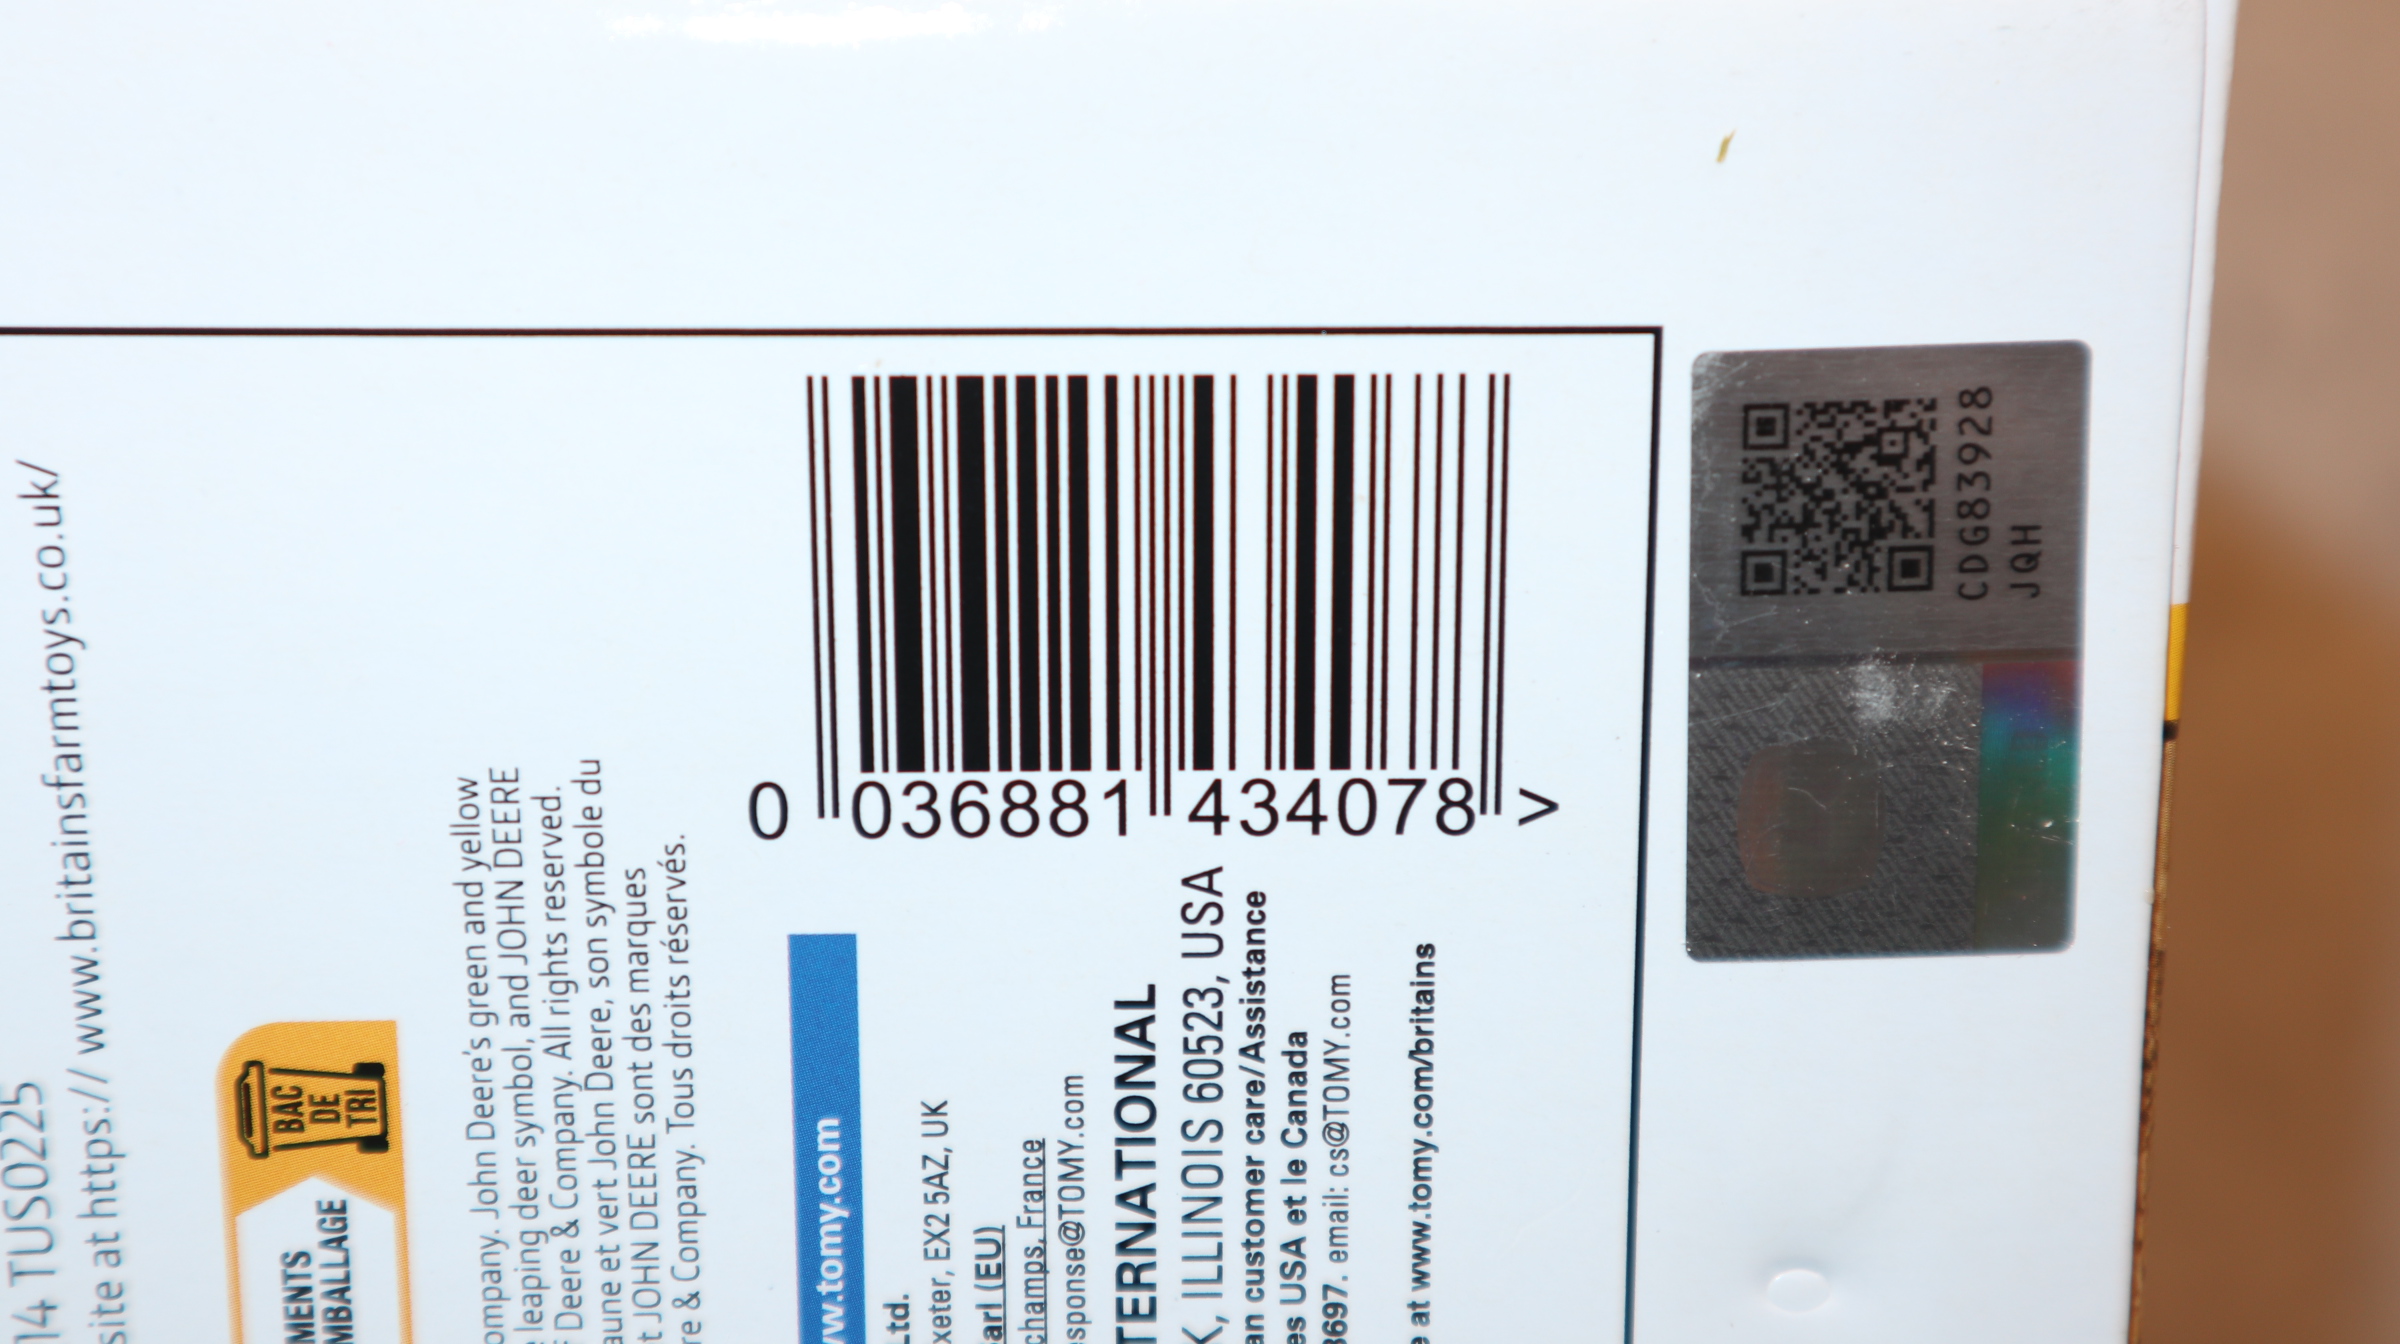 0 036881 434078 >
CDG83928
JQH
14 TUS0225
site at https:// www.britainsfarmtoys.co.uk/
BAC
DE
TRI
ompany. John Deere's green and yellow
leaping deer symbol, and JOHN DEERE
Deere & Company. All rights reserved.
aune et vert John Deere, son symbole du
t JOHN DEERE sont des marques
re & Company. Tous droits réservés.
www.tomy.com
Ltd.
xeter, EX2 5AZ, UK
arl (EU)
champs, France
sponse@TOMY.com
TERNATIONAL
K, ILLINOIS 60523, USA
an customer care/Assistance
es USA et le Canada
3697. email: cs@TOMY.com
e at www.tomy.com/britains
MENTS
MBALLAGE